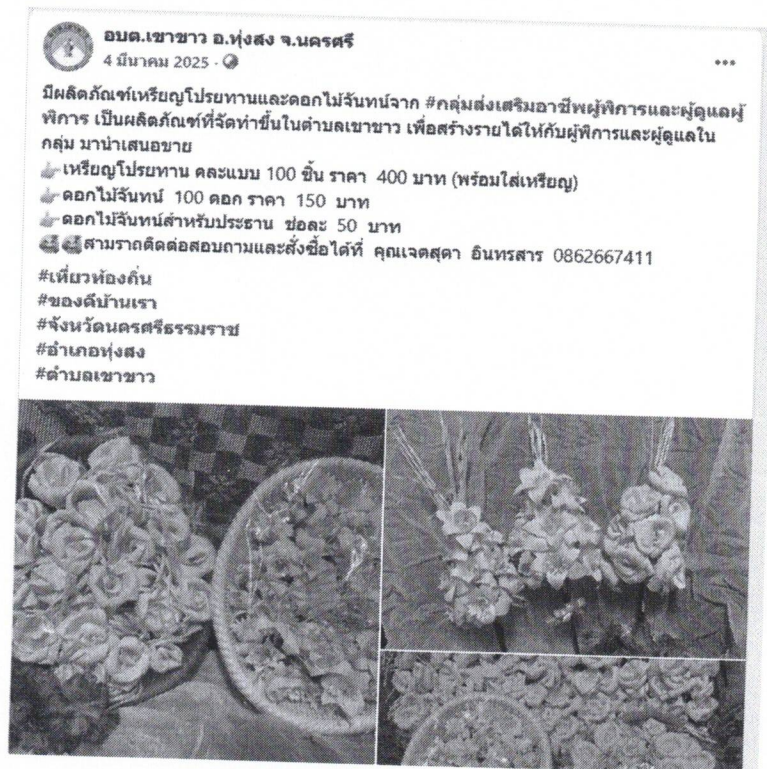 อบต.เขาขาว อ.ทุ่งสง จ.นครศรี
4 มีนาคม 2025
มีผลิตภัณฑ์เหรียญโปรยทานและดอกไม้จันทน์จาก #กลุ่มส่งเสริมอาชีพผู้พิการและผู้ดูแลผู้
พิการ เป็นผลิตภัณฑ์ที่จัดทำขึ้นในตำบลเขาขาว เพื่อสร้างรายได้ให้กับผู้พิการและผู้ดูแลใน
กลุ่ม มานำเสนอขาย
👉เหรียญโปรยทาน คละแบบ 100 ชิ้น ราคา 400 บาท (พร้อมใส่เหรียญ)
👉ดอกไม้จันทน์ 100 ดอก ราคา 150 บาท
👉ดอกไม้จันทน์สำหรับประธาน ช่อละ 50 บาท
สามารถติดต่อสอบถามและสั่งซื้อได้ที่ คุณเจตสุดา อินทรสาร 0862667411
#เที่ยวท้องถิ่น
#ของดีบ้านเรา
#จังหวัดนครศรีธรรมราช
#อำเภอทุ่งสง
#ตำบลเขาขาว